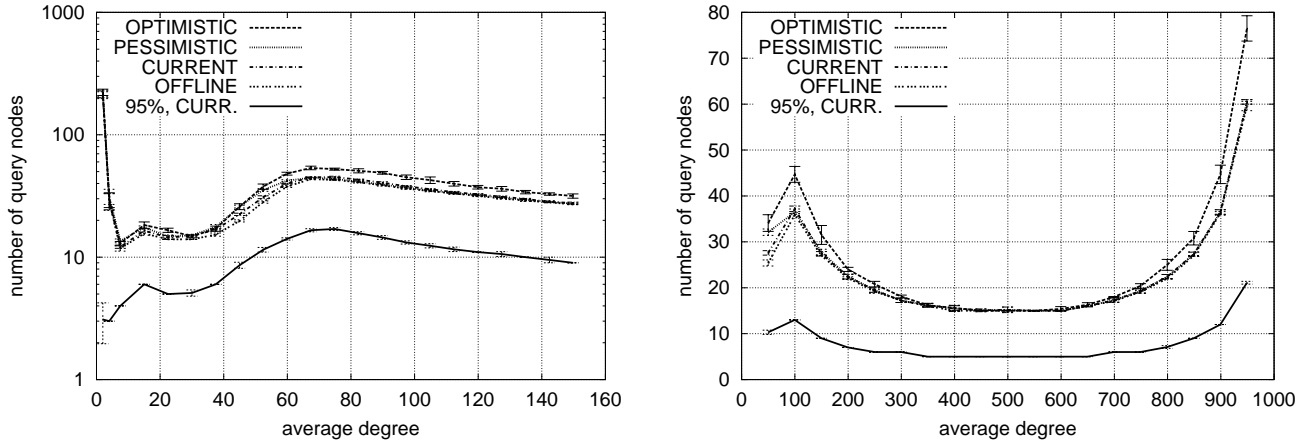 1000
100
10
1
number of query nodes
OPTIMISTIC
PESSIMISTIC
CURRENT
OFFLINE
95%, CURR.
0 20 40 60 80 100 120 140 160
average degree
80
70
60
50
40
30
20
10
0
number of query nodes
OPTIMISTIC
PESSIMISTIC
CURRENT
OFFLINE
95%, CURR.
0 100 200 300 400 500 600 700 800 900 1000
average degree